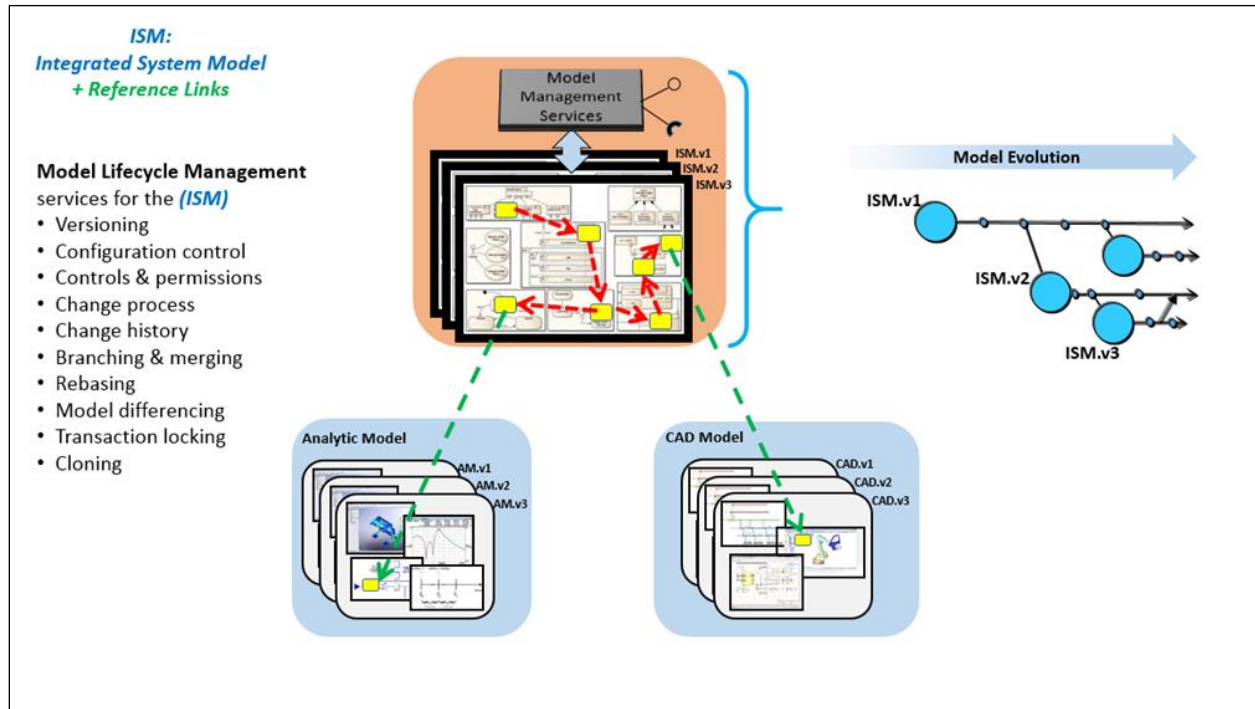 ISM:
Integrated System Model
+ Reference Links
Model Lifecycle Management
services for the (ISM)
• Versioning
• Configuration control
• Controls & permissions
• Change process
• Change history
• Branching & merging
• Rebasing
• Model differencing
• Transaction locking
• Cloning
Model
Management
Services
ISM.v1
ISM.v2
ISM.v3
Model Evolution
ISM.v1
ISM.v2
ISM.v3
Analytic Model
AM.v1
AM.v2
AM.v3
CAD Model
CAD.v1
CAD.v2
CAD.v3